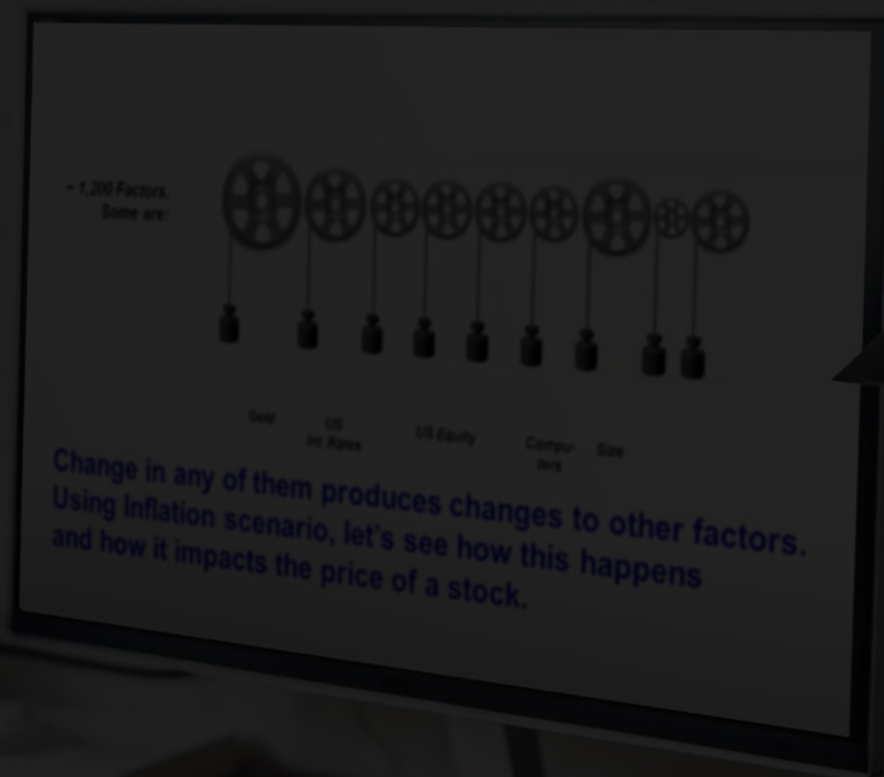 ~ 1,200 Factors.
Some are:
Gold
US
Int. Rates
US Equity
Compu-
ters
Size
Change in any of them produces changes to other factors.
Using Inflation scenario, let's see how this happens
and how it impacts the price of a stock.